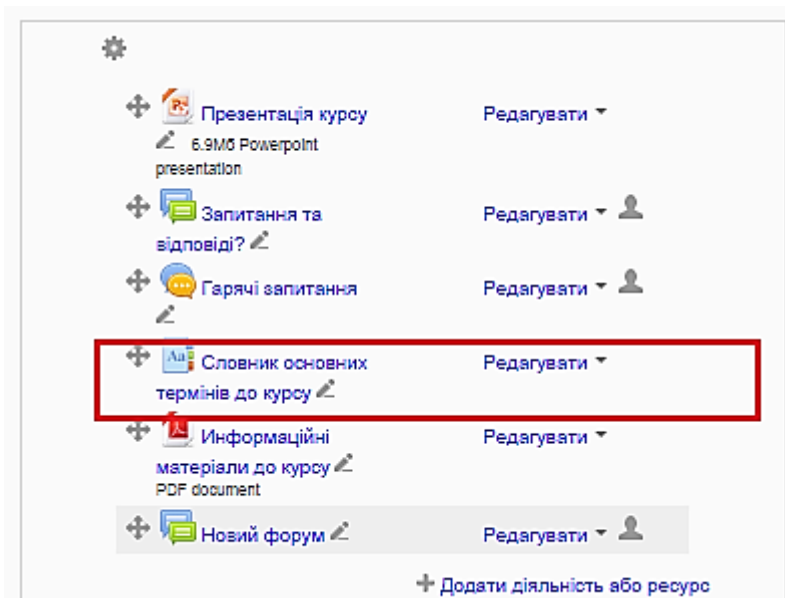 Презентація курсу
Редагувати
6.9Мб Powerpoint
presentation
Запитання та
Редагувати
відповіді?
Гарячі запитання
Редагувати
Словник основних
Редагувати
термінів до курсу
Информаційні
Редагувати
матеріали до курсу
PDF document
Новий форум
Редагувати
Додати діяльність або ресурс